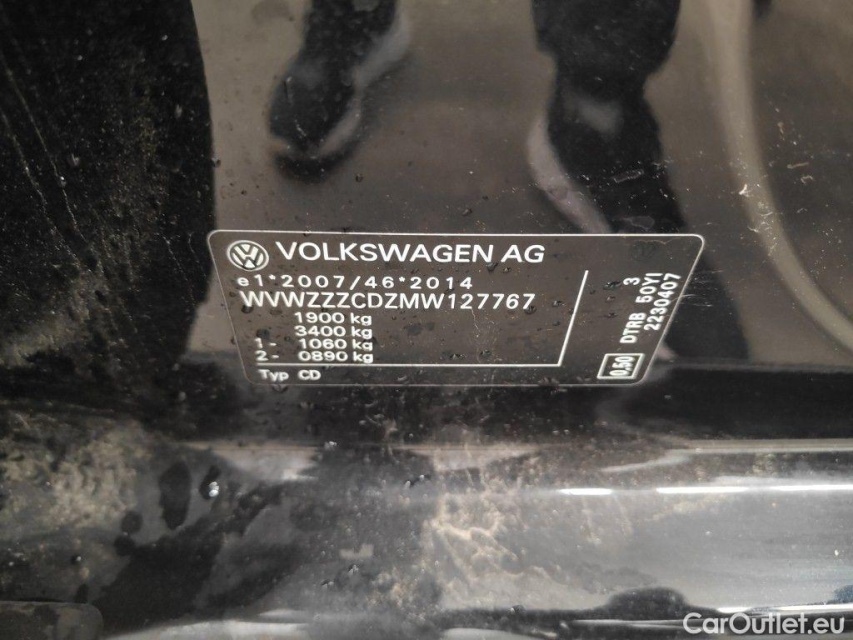 VOLKSWAGEN AG
e1*2007/46*2014
WVWZZZCDZMW127767
1900 kg
3400 kg
1- 1060 kg
2- 0890 kg
Typ CD
3
DTRB 50YI
2230407
0.50
CarOutlet.eu